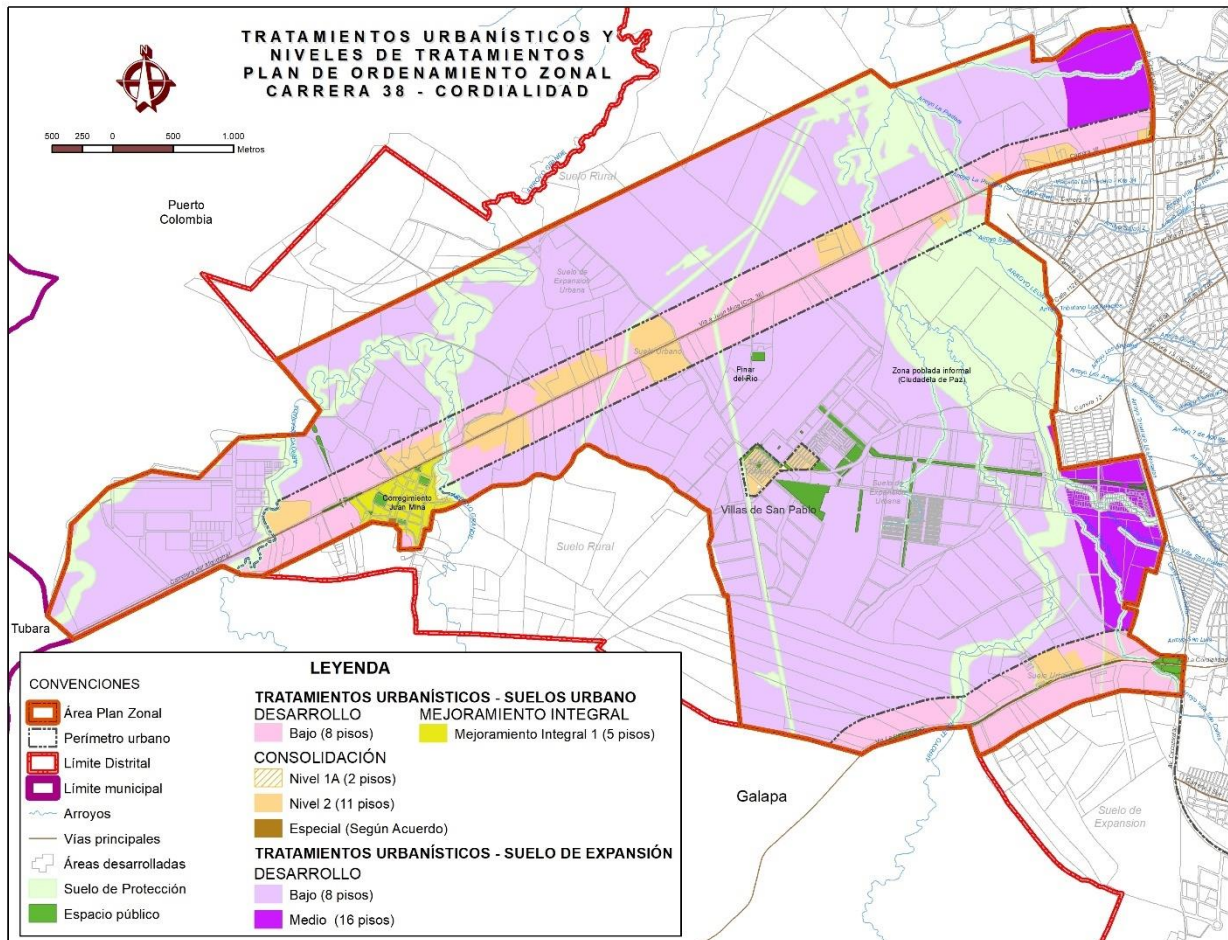 TRATAMIENTOS URBANÍSTICOS Y
NIVELES DE TRATAMIENTOS
PLAN DE ORDENAMIENTO ZONAL
CARRERA 38 - CORDIALIDAD
N
500 250 0 500 1.000
Metros
Puerto
Colombia
Suelo Rural
Suelo de
Expansión
Urbana
Suelo Urbano
Pinar
del Río
Zona poblada informal
(Ciudadela de Paz)
ARROYO LEON
Carrera 12
Corregimiento
Juan Mina
Villas de San Pablo
Suelo de
Expansión
Urbana
Suelo Rural
Tubara
Galapa
Suelo de
Expansion
LEYENDA
CONVENCIONES
Área Plan Zonal
Perímetro urbano
Límite Distrital
Límite municipal
Arroyos
Vías principales
Áreas desarrolladas
Suelo de Protección
Espacio público
TRATAMIENTOS URBANÍSTICOS - SUELOS URBANO
DESARROLLO
Bajo (8 pisos)
MEJORAMIENTO INTEGRAL
Mejoramiento Integral 1 (5 pisos)
CONSOLIDACIÓN
Nivel 1A (2 pisos)
Nivel 2 (11 pisos)
Especial (Según Acuerdo)
TRATAMIENTOS URBANÍSTICOS - SUELO DE EXPANSIÓN
DESARROLLO
Bajo (8 pisos)
Medio (16 pisos)